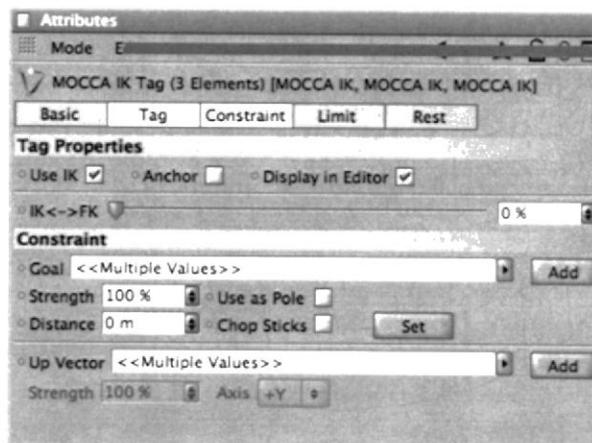 Attributes
Mode E
MOCCA IK Tag (3 Elements) [MOCCA IK, MOCCA IK, MOCCA IK]
Basic Tag Constraint Limit Rest
Tag Properties
Use IK Anchor Display in Editor
IK<->FK 0 %
Constraint
Goal <<Multiple Values>> Add
Strength 100 % Use as Pole
Distance 0 m Chop Sticks Set
Up Vector <<Multiple Values>> Add
Strength 100 % Axis +Y